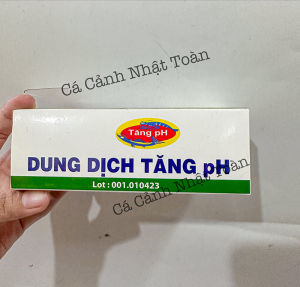 Cá Cảnh Nhật Toàn
Tăng pH
DUNG DỊCH TĂNG pH
Lot : 001.010423
Cá Cảnh Nhật Toàn